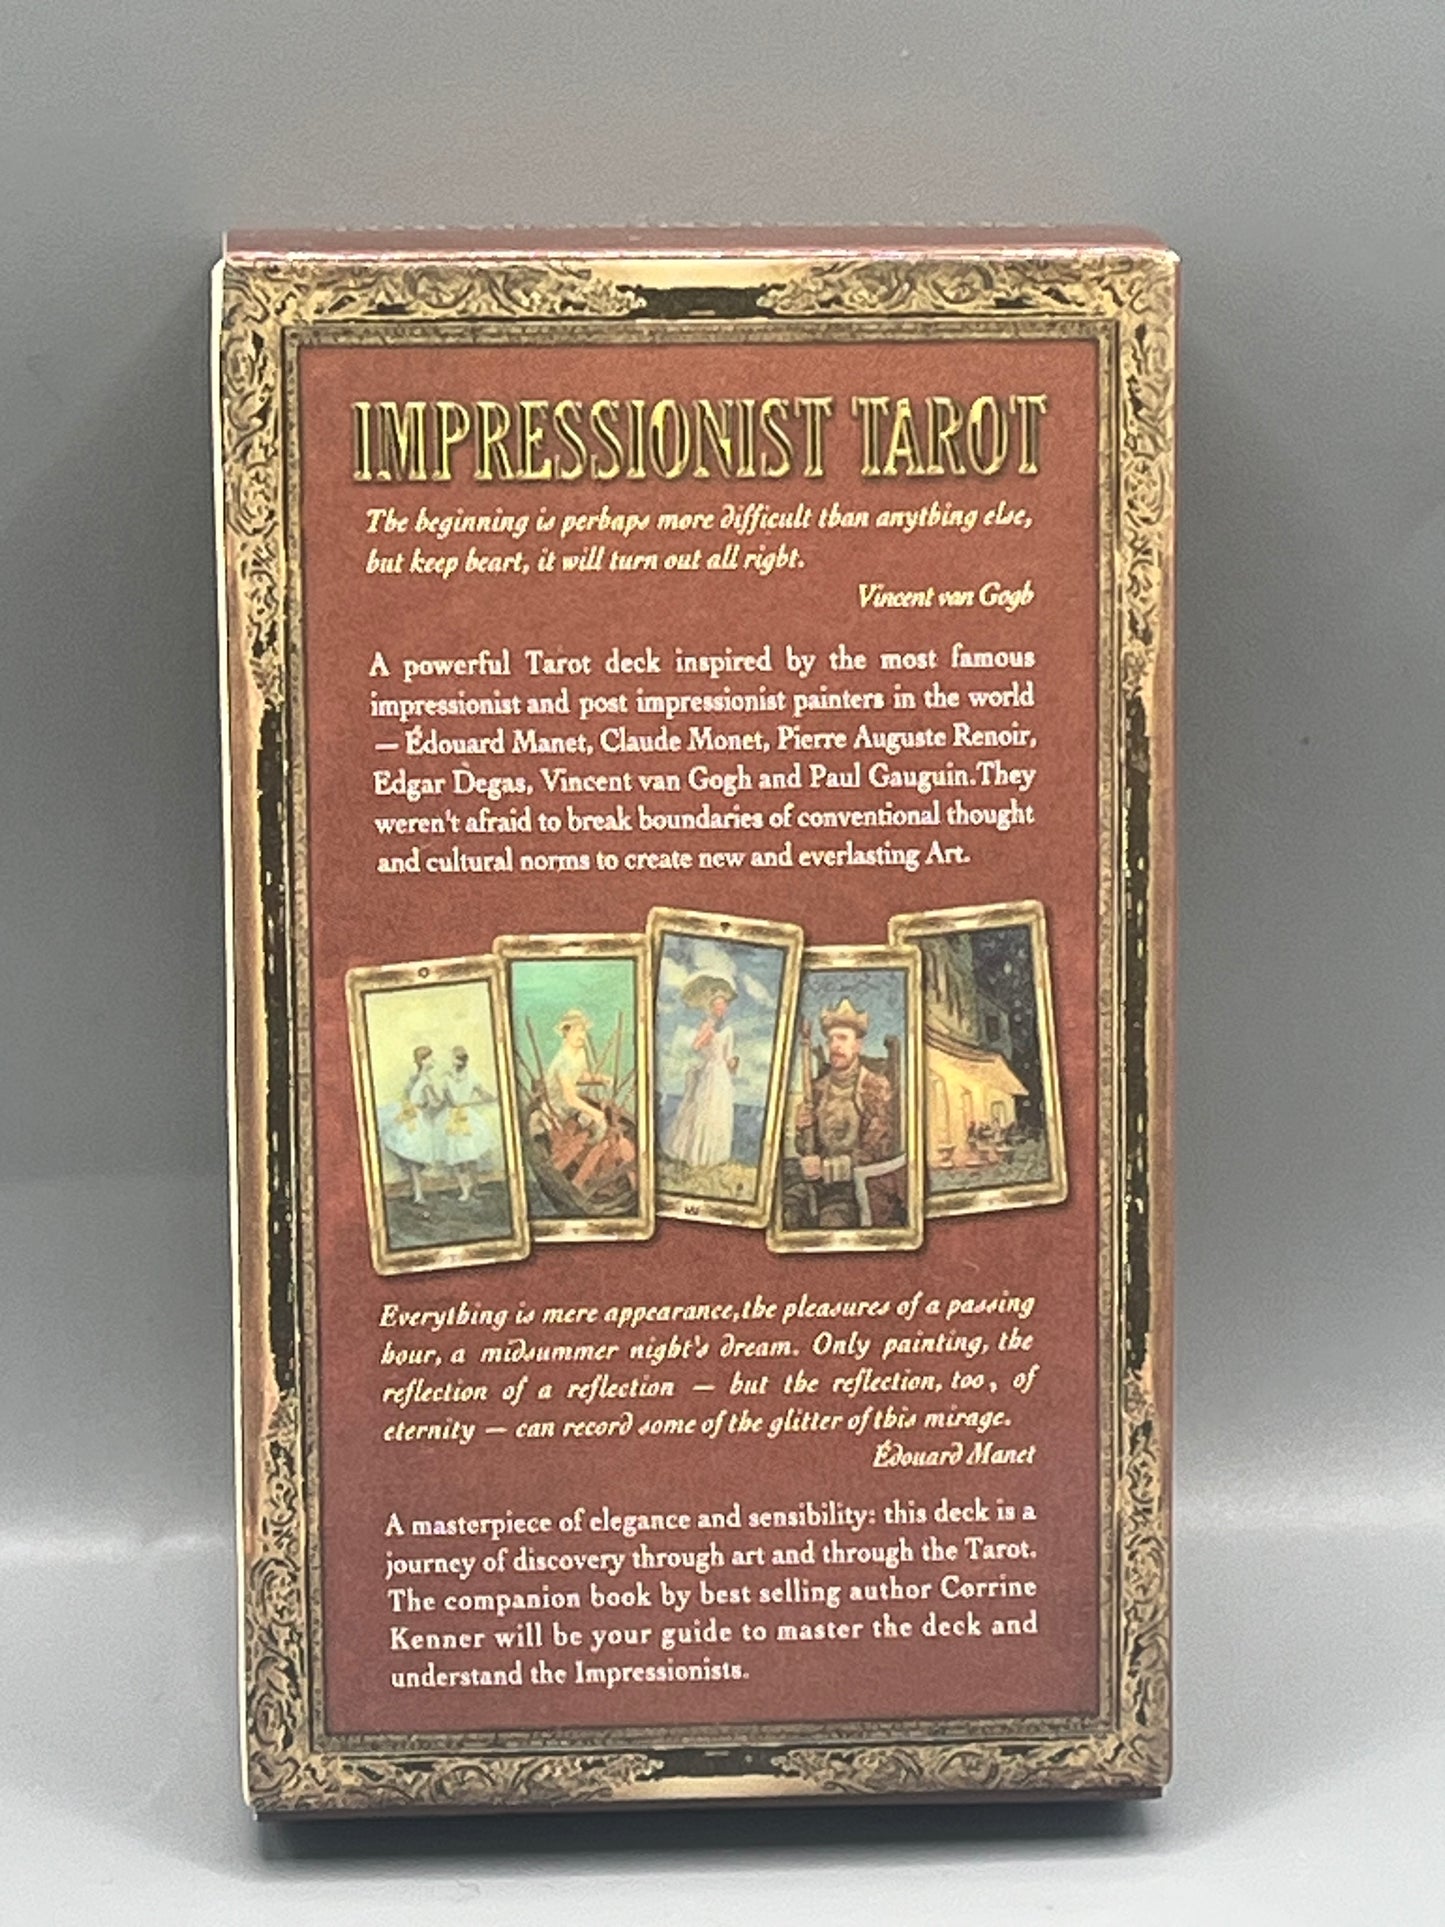 IMPRESSIONIST TAROT
The beginning is perhaps more difficult than anything else,
but keep heart, it will turn out all right.
Vincent van Gogh
A powerful Tarot deck inspired by the most famous
impressionist and post impressionist painters in the world
— Édouard Manet, Claude Monet, Pierre Auguste Renoir,
Edgar Degas, Vincent van Gogh and Paul Gauguin.They
weren't afraid to break boundaries of conventional thought
and cultural norms to create new and everlasting Art.
Everything is mere appearance,the pleasures of a passing
hour, a midsummer night's dream. Only painting, the
reflection of a reflection — but the reflection, too, of
eternity — can record some of the glitter of this mirage.
Édouard Manet
A masterpiece of elegance and sensibility: this deck is a
journey of discovery through art and through the Tarot.
The companion book by best selling author Corrine
Kenner will be your guide to master the deck and
understand the Impressionists.